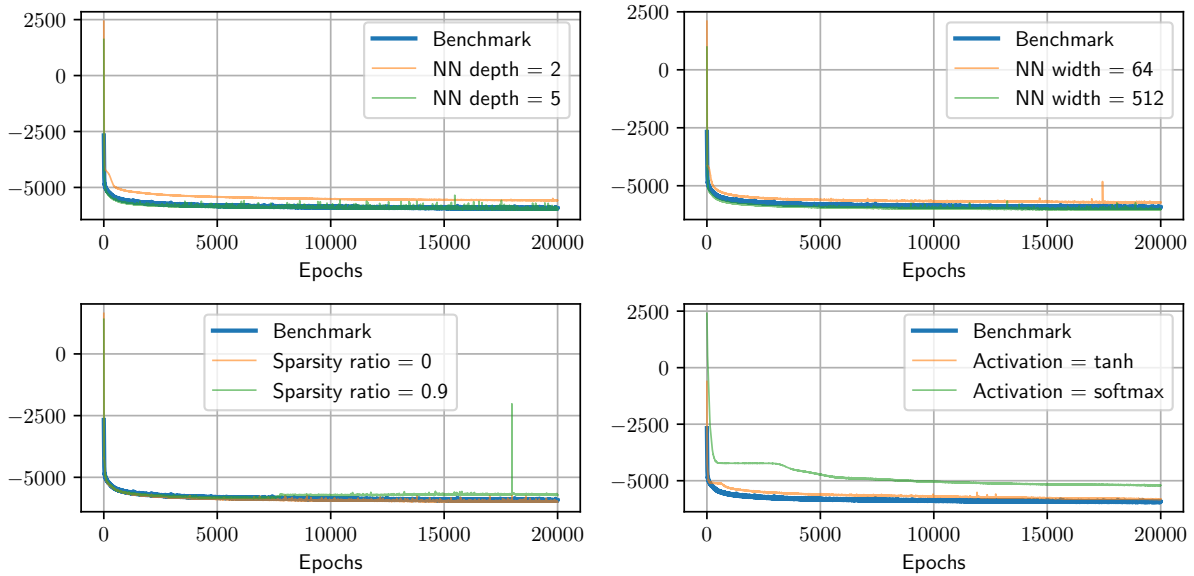 2500
0
−2500
−5000
Benchmark
NN depth = 2
NN depth = 5
0
5000
10000
15000
20000
Epochs
2500
0
−2500
−5000
Benchmark
NN width = 64
NN width = 512
0
5000
10000
15000
20000
Epochs
0
−2500
−5000
Benchmark
Sparsity ratio = 0
Sparsity ratio = 0.9
0
5000
10000
15000
20000
Epochs
2500
0
−2500
−5000
Benchmark
Activation = tanh
Activation = softmax
0
5000
10000
15000
20000
Epochs